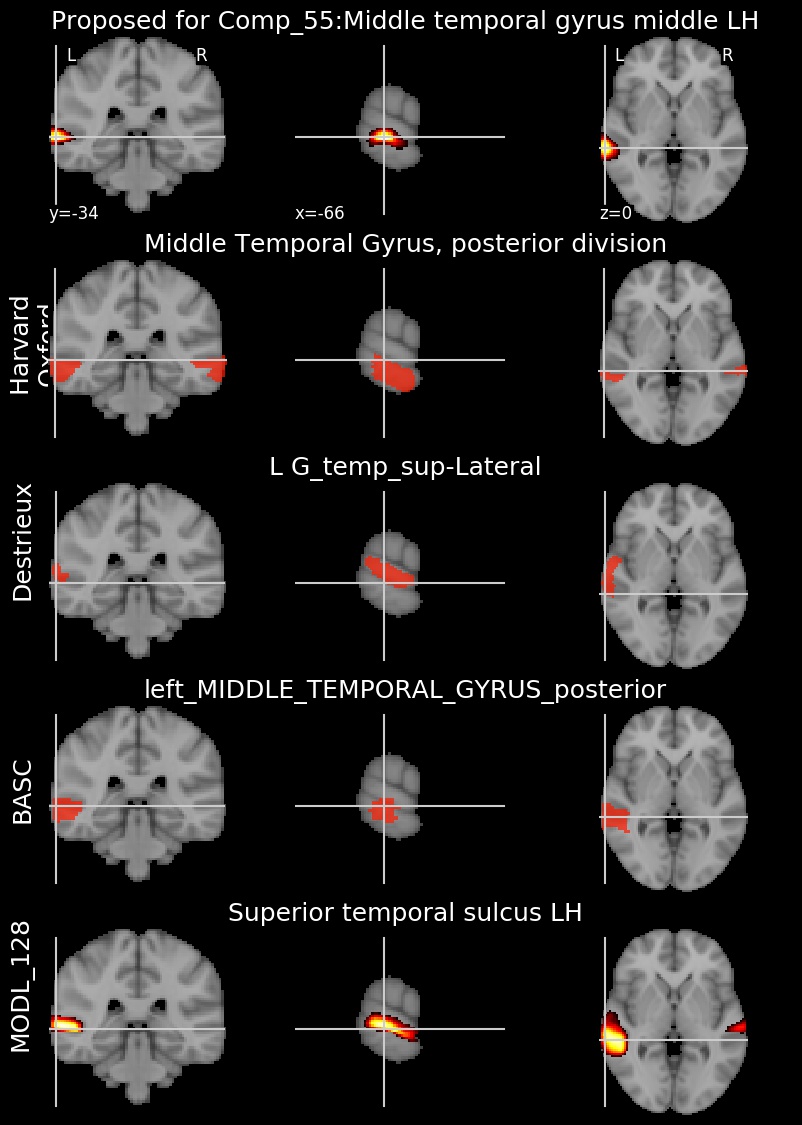 Proposed for Comp_55:Middle temporal gyrus middle LH
L R L R
y=-34 x=-66 z=0
Middle Temporal Gyrus, posterior division
Harvard
Oxford
L G_temp_sup-Lateral
Destrieux
left_MIDDLE_TEMPORAL_GYRUS_posterior
BASC
Superior temporal sulcus LH
MODL_128